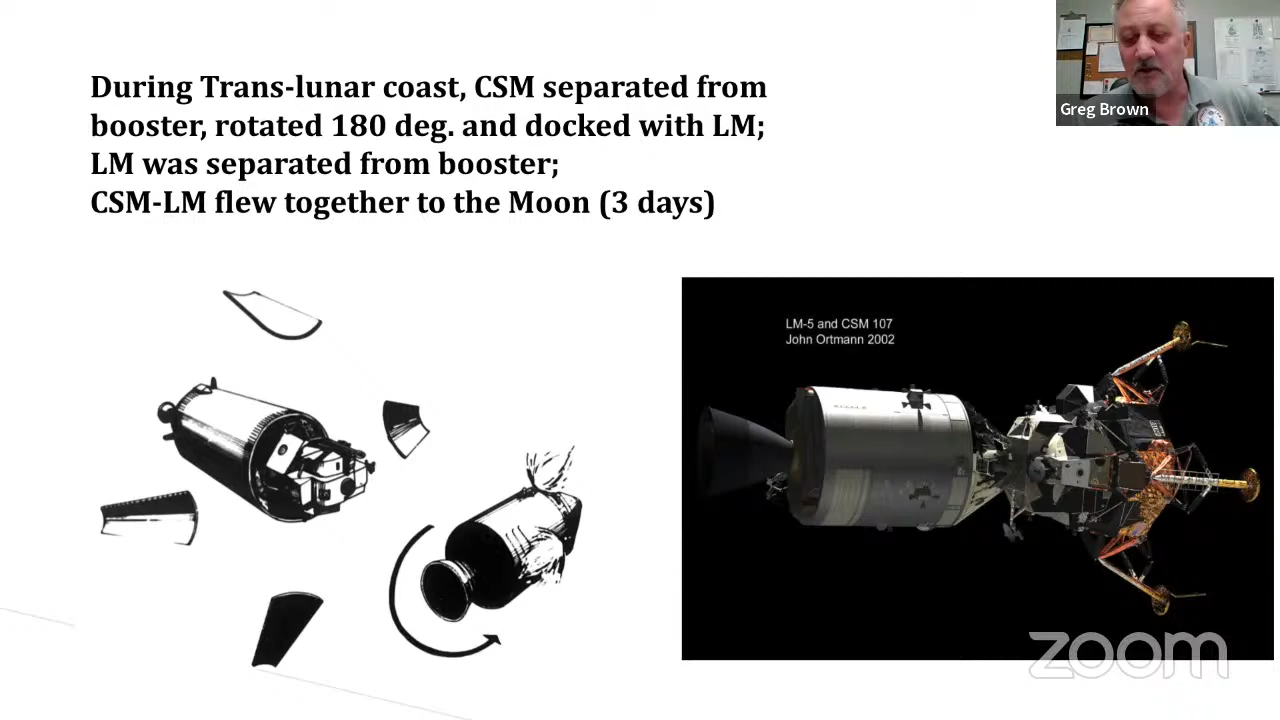 During Trans-lunar coast, CSM separated from
booster, rotated 180 deg. and docked with LM;
LM was separated from booster;
CSM-LM flew together to the Moon (3 days)
Greg Brown
LM-5 and CSM 107
John Ortmann 2002
zoom